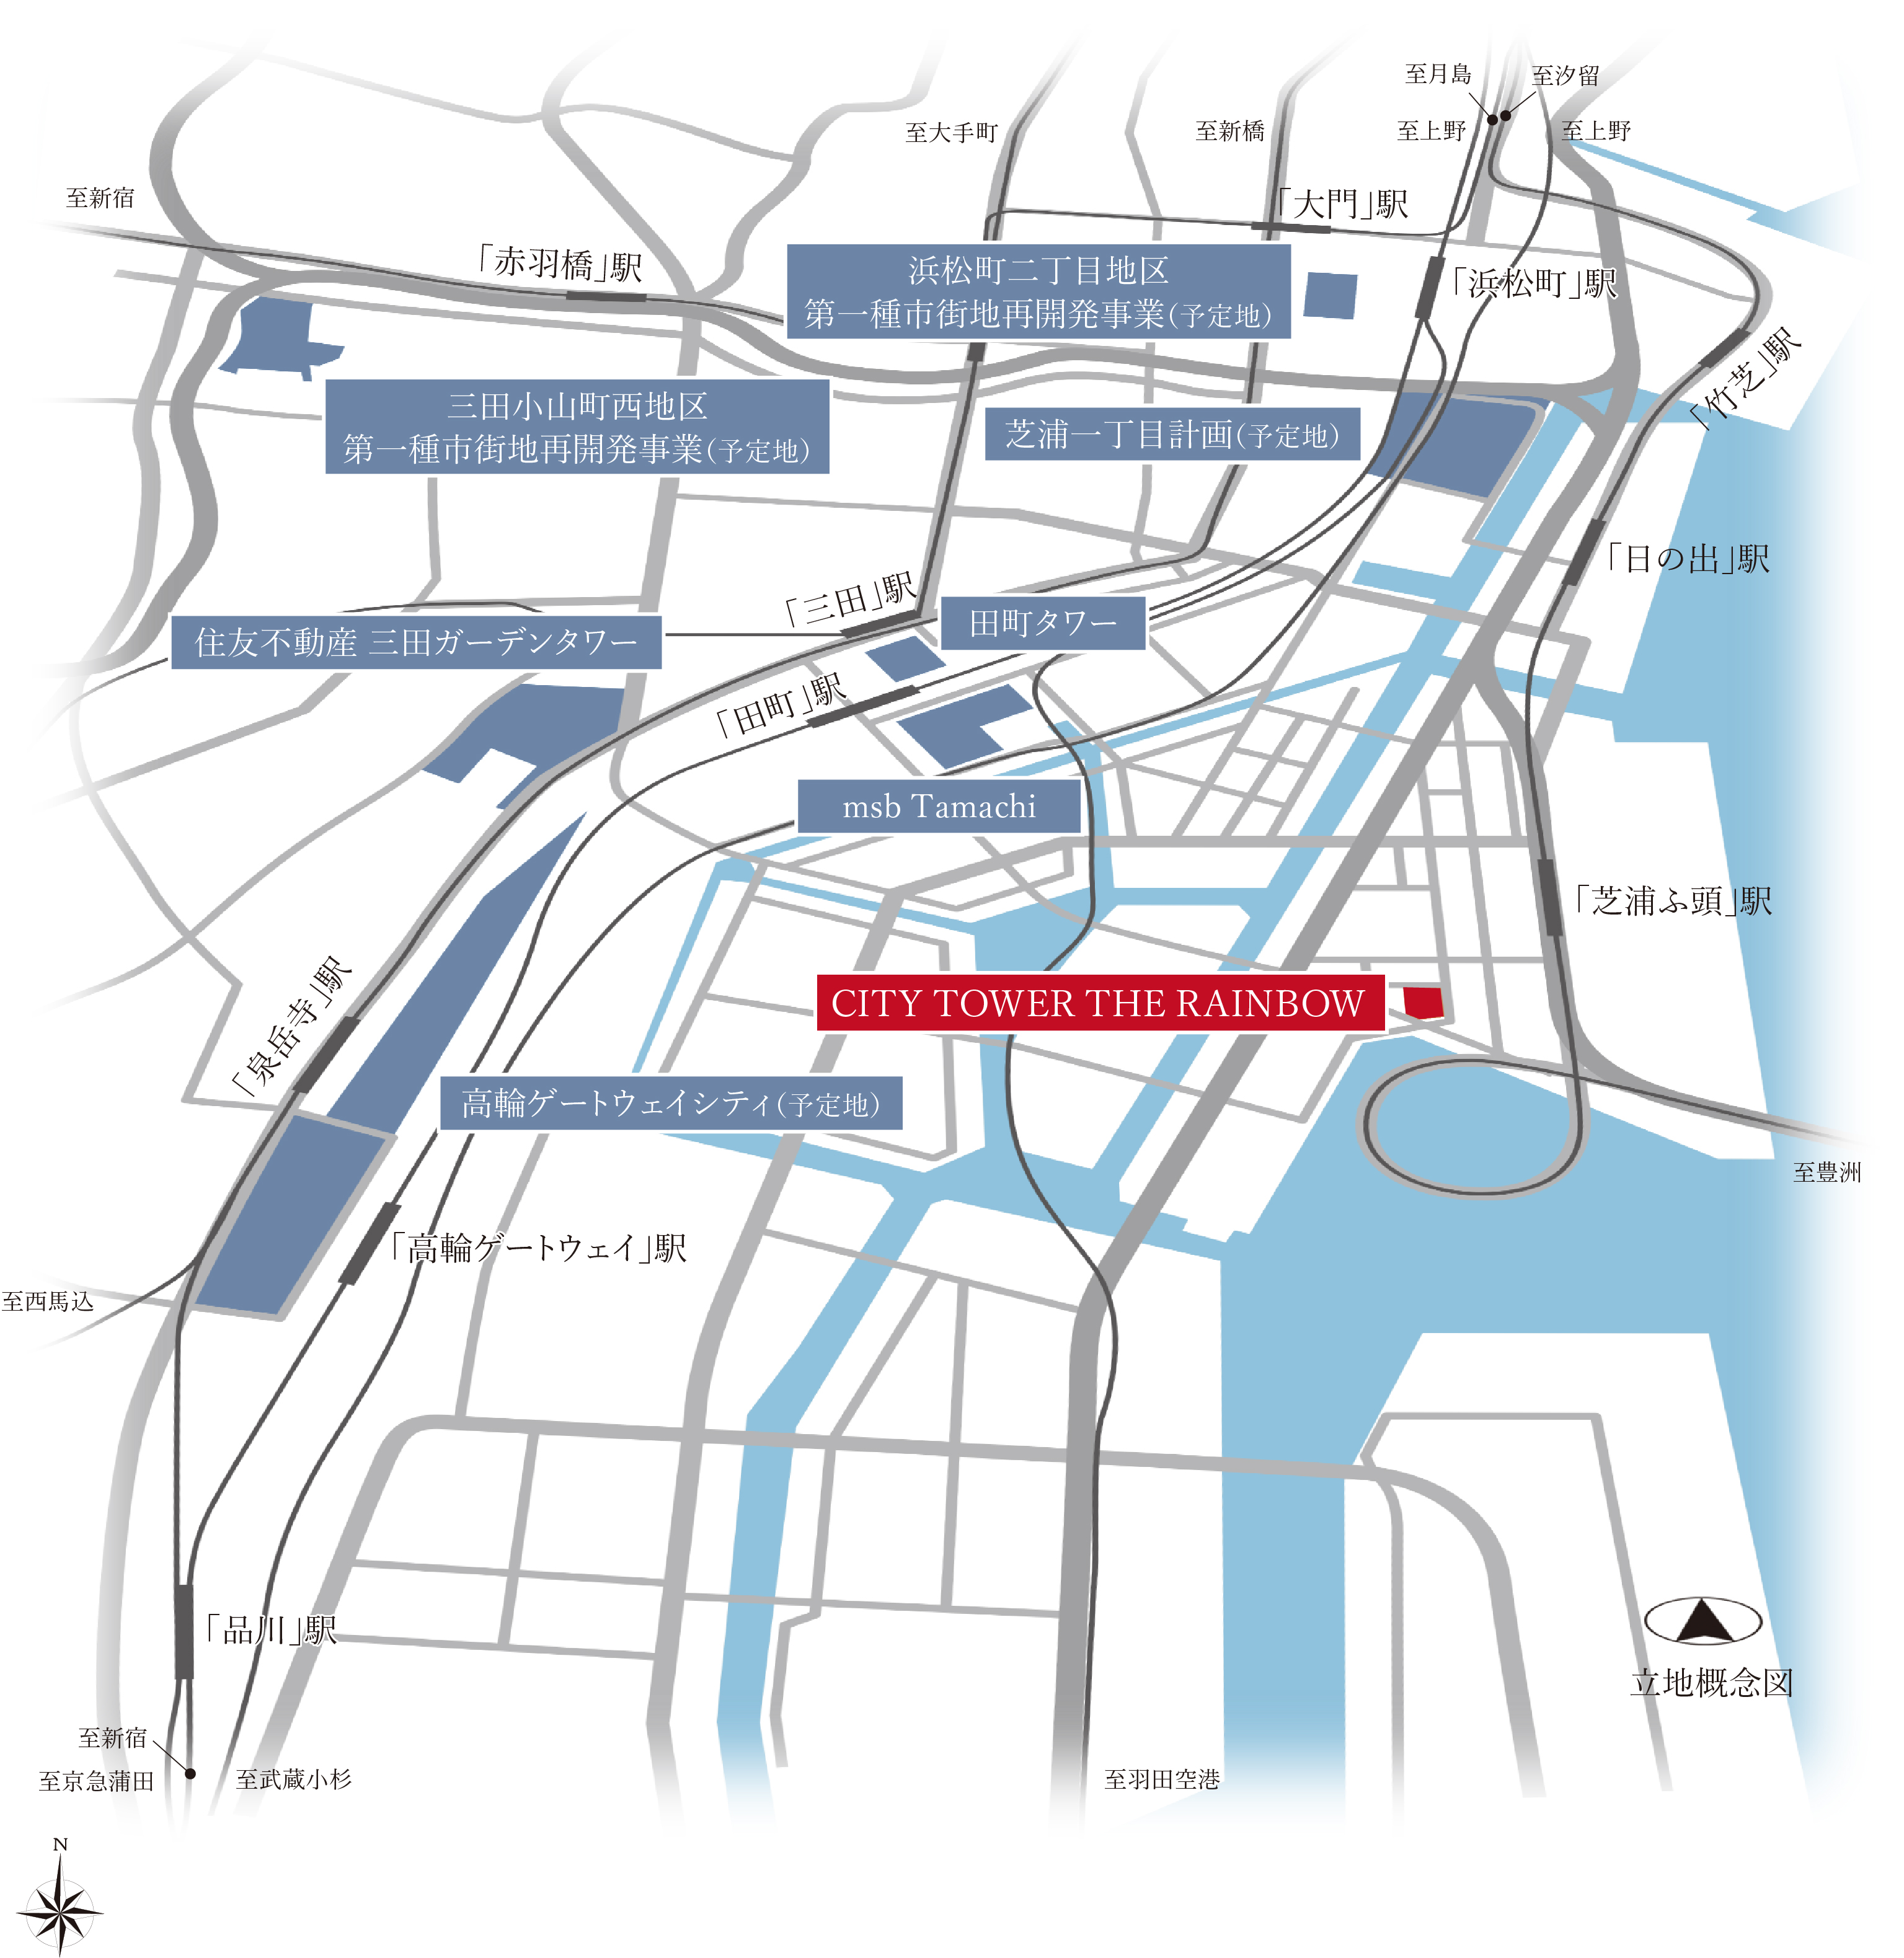 至月島
至汐留
至大手町
至新橋
至上野
至上野
至新宿
「大門」駅
「赤羽橋」駅
浜松町二丁目地区
第一種市街地再開発事業(予定地)
「浜松町」駅
「竹芝」駅
三田小山町西地区
第一種市街地再開発事業(予定地)
芝浦一丁目計画(予定地)
「日の出」駅
「三田」駅
田町タワー
住友不動産 三田ガーデンタワー
「田町」駅
msb Tamachi
「芝浦ふ頭」駅
「泉岳寺」駅
CITY TOWER THE RAINBOW
高輪ゲートウェイシティ(予定地)
至豊洲
「高輪ゲートウェイ」駅
至西馬込
「品川」駅
立地概念図
至新宿
至京急蒲田
至武蔵小杉
至羽田空港
N